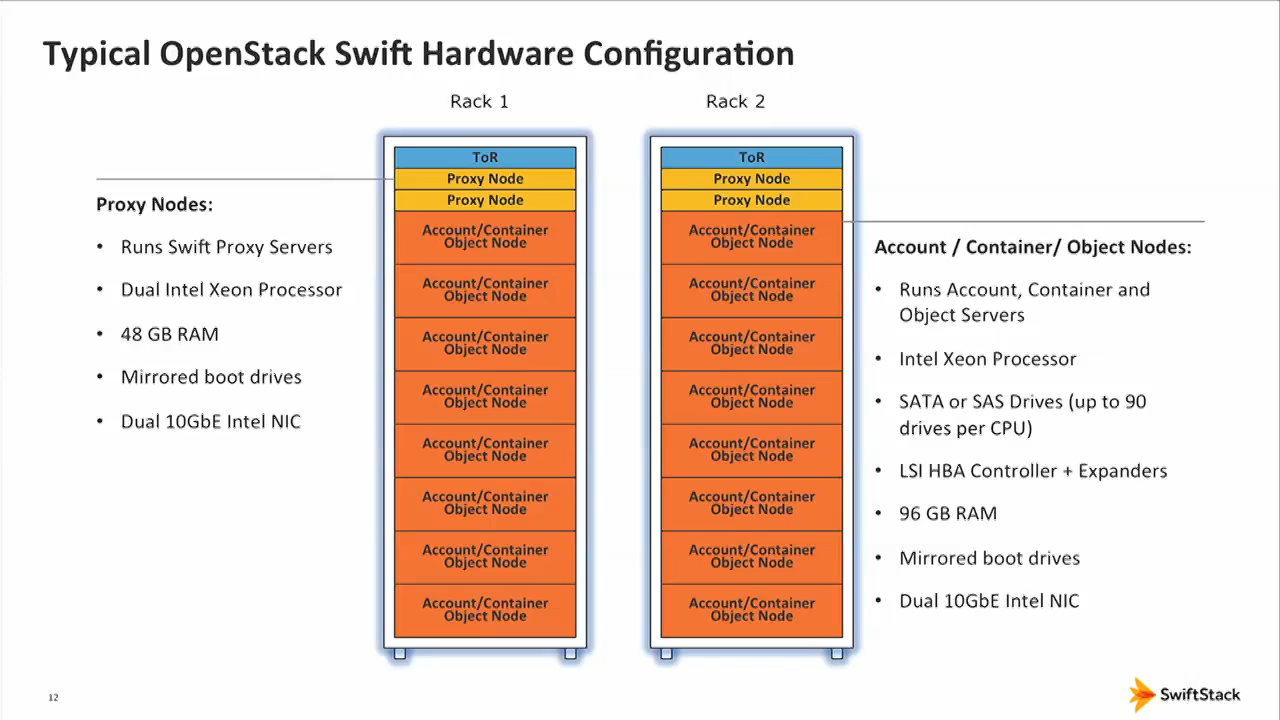 Typical OpenStack Swift Hardware Configuration
Rack 1
Rack 2
Proxy Nodes:
• Runs Swift Proxy Servers
• Dual Intel Xeon Processor
• 48 GB RAM
• Mirrored boot drives
• Dual 10GbE Intel NIC
ToR
Proxy Node
Proxy Node
Account/Container
Object Node
Account/Container
Object Node
Account/Container
Object Node
Account/Container
Object Node
Account/Container
Object Node
Account/Container
Object Node
Account/Container
Object Node
Account/Container
Object Node
ToR
Proxy Node
Proxy Node
Account/Container
Object Node
Account/Container
Object Node
Account/Container
Object Node
Account/Container
Object Node
Account/Container
Object Node
Account/Container
Object Node
Account/Container
Object Node
Account/Container
Object Node
Account / Container/ Object Nodes:
• Runs Account, Container and
Object Servers
• Intel Xeon Processor
• SATA or SAS Drives (up to 90
drives per CPU)
• LSI HBA Controller + Expanders
• 96 GB RAM
• Mirrored boot drives
• Dual 10GbE Intel NIC
12
SwiftStack